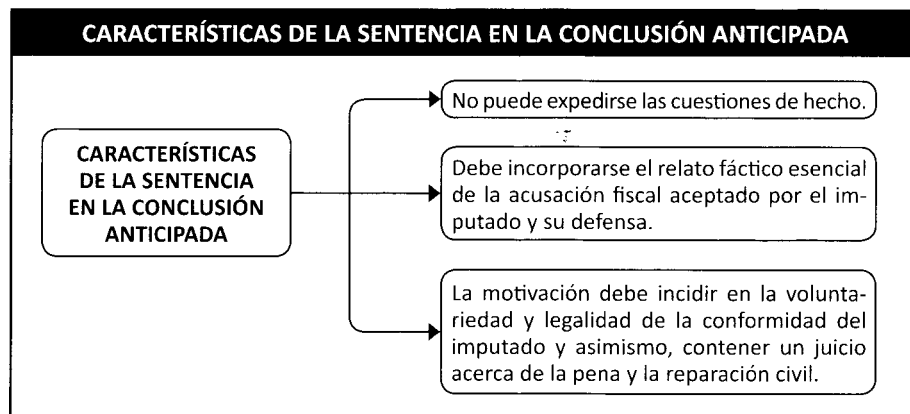 CARACTERÍSTICAS DE LA SENTENCIA EN LA CONCLUSIÓN ANTICIPADA
CARACTERÍSTICAS
DE LA SENTENCIA
EN LA CONCLUSIÓN
ANTICIPADA
No puede expedirse las cuestiones de hecho.
Debe incorporarse el relato fáctico esencial
de la acusación fiscal aceptado por el im-
putado y su defensa.
La motivación debe incidir en la volunta-
riedad y legalidad de la conformidad del
imputado y asimismo, contener un juicio
acerca de la pena y la reparación civil.